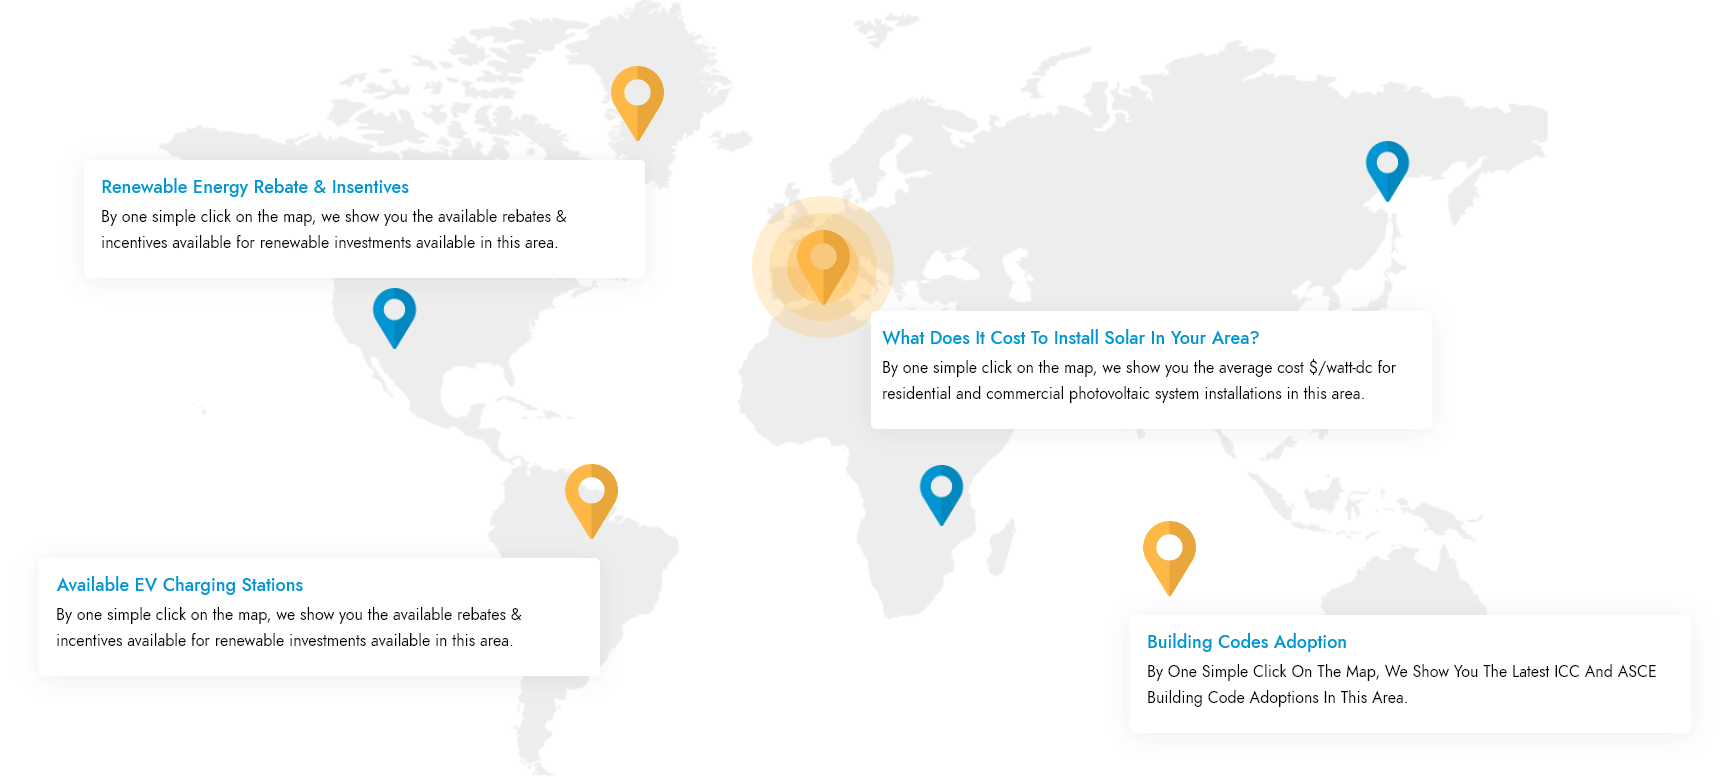 Renewable Energy Rebate & Insentives
By one simple click on the map, we show you the available rebates &
incentives available for renewable investments available in this area.
What Does It Cost To Install Solar In Your Area?
By one simple click on the map, we show you the average cost $/watt-dc for
residential and commercial photovoltaic system installations in this area.
Available EV Charging Stations
By one simple click on the map, we show you the available rebates &
incentives available for renewable investments available in this area.
Building Codes Adoption
By One Simple Click On The Map, We Show You The Latest ICC And ASCE
Building Code Adoptions In This Area.